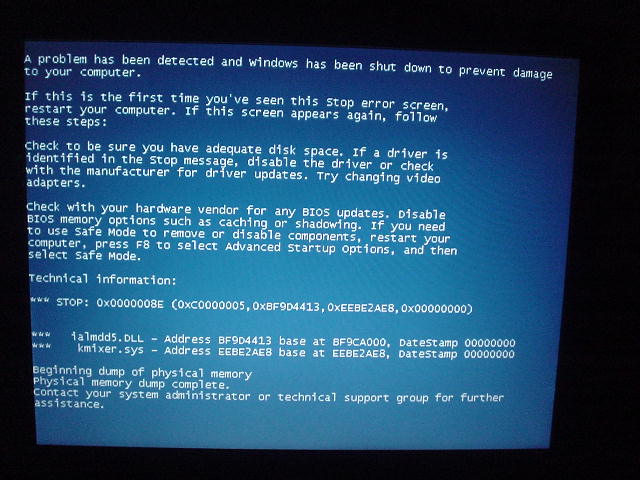 A problem has been detected and Windows has been shut down to prevent damage
to your computer.
If this is the first time you've seen this Stop error screen,
restart your computer. If this screen appears again, follow
these steps:
Check to be sure you have adequate disk space. If a driver is
identified in the Stop message, disable the driver or check
with the manufacturer for driver updates. Try changing video
adapters.
Check with your hardware vendor for any BIOS updates. Disable
BIOS memory options such as caching or shadowing. If you need
to use Safe Mode to remove or disable components, restart your
computer, press F8 to select Advanced Startup Options, and then
select Safe Mode.
Technical information:
*** STOP: 0x0000008E (0xC0000005,0xBF9D4413,0xEEBE2AE8,0x00000000)
*** ialmdd5.DLL - Address BF9D4413 base at BF9CA000, DateStamp 00000000
*** kmixer.sys - Address EEBE2AE8 base at EEBE2AE8, DateStamp 00000000
Beginning dump of physical memory
Physical memory dump complete.
Contact your system administrator or technical support group for further
assistance.